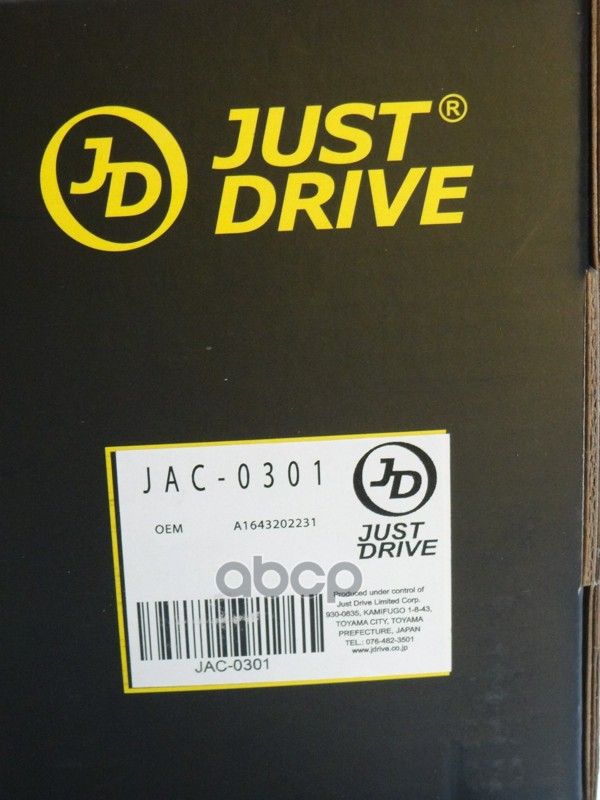 JD
JUST ®
DRIVE
JAC-0301
JD
OEM A1643202231
JUST
DRIVE
abcp
Produced under control of
Just Drive Limited Corp.
930-0835, KAMIFUGO 1-8-43,
TOYAMA CITY, TOYAMA
PREFECTURE, JAPAN
TEL.: 076-482-3501
www.jdrive.co.jp
JAC-0301